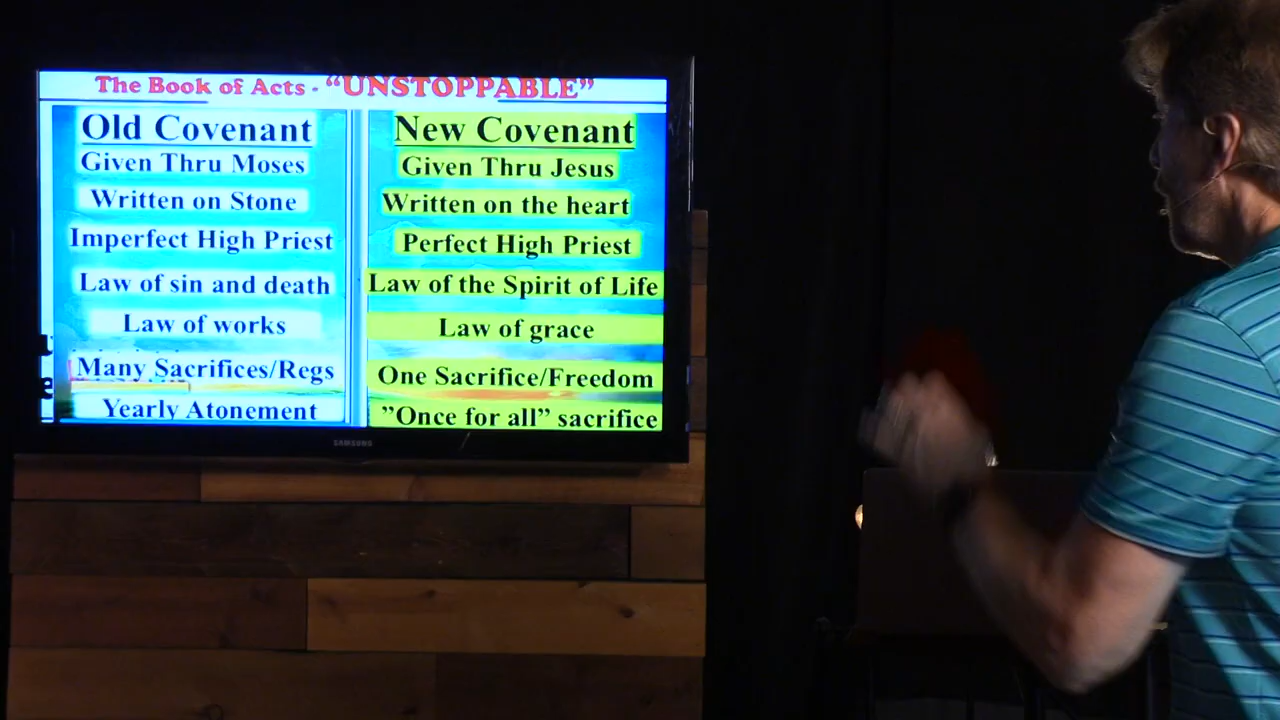 The Book of Acts - “UNSTOPPABLE”
Old Covenant
Given Thru Moses
Written on Stone
Imperfect High Priest
Law of sin and death
Law of works
Many Sacrifices/Regs
Yearly Atonement
New Covenant
Given Thru Jesus
Written on the heart
Perfect High Priest
Law of the Spirit of Life
Law of grace
One Sacrifice/Freedom
”Once for all” sacrifice
SAMSUNG